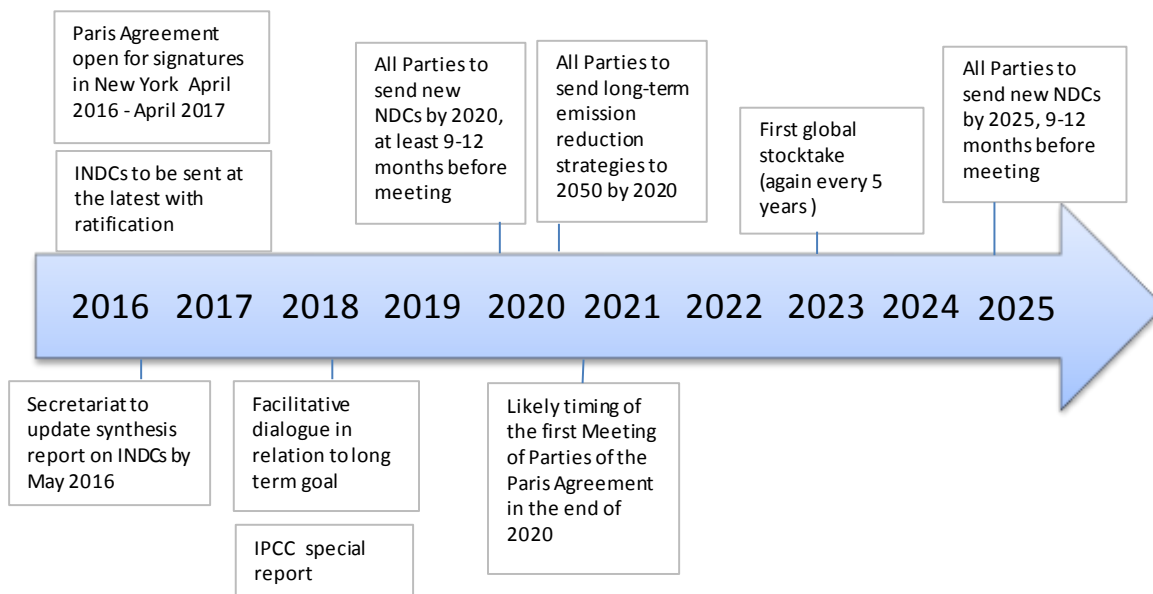 Paris Agreement
open for signatures
in New York April
2016 - April 2017
INDCs to be sent at
the latest with
ratification
All Parties to
send new
NDCs by 2020,
at least 9-12
months before
meeting
All Parties to
send long-term
emission
reduction
strategies to
2050 by 2020
First global
stocktake
(again every 5
years )
All Parties to
send new NDCs
by 2025, 9-12
months before
meeting
2016 2017 2018 2019 2020 2021 2022 2023 2024 2025
Secretariat to
update synthesis
report on INDCs by
May 2016
Facilitative
dialogue in
relation to long
term goal
IPCC special
report
Likely timing of
the first Meeting
of Parties of the
Paris Agreement
in the end of
2020